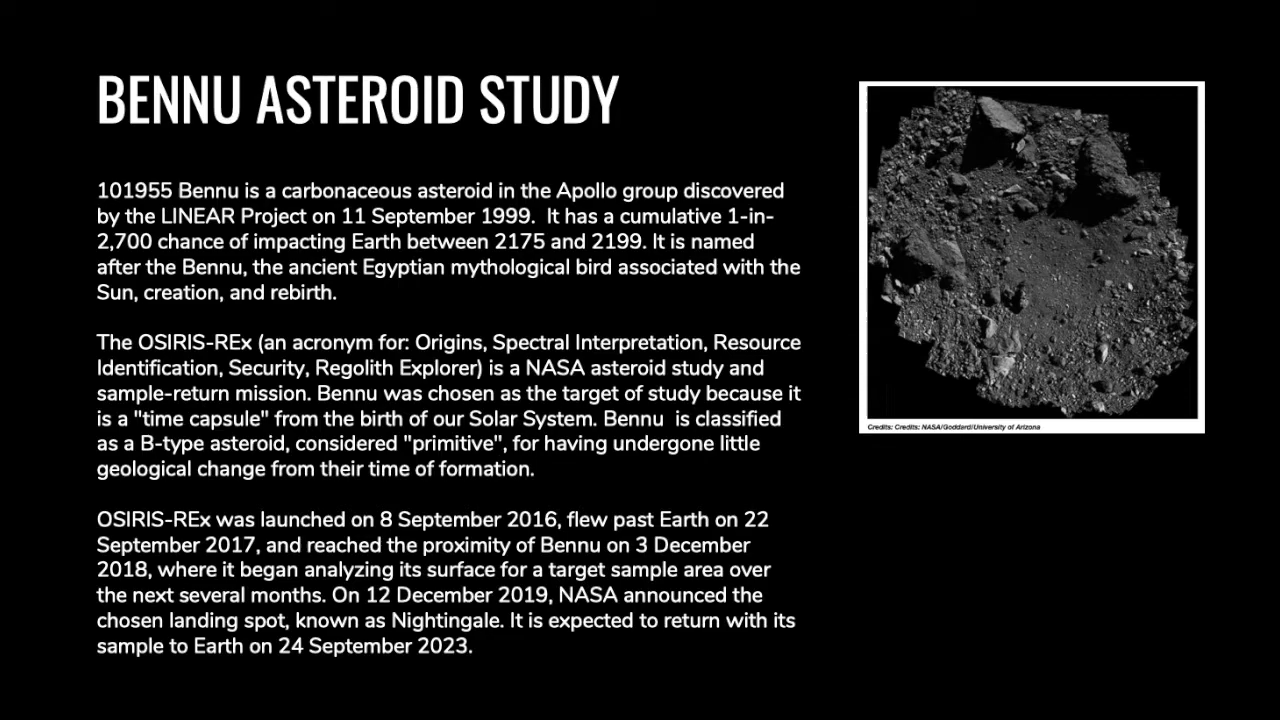 BENNU ASTEROID STUDY
101955 Bennu is a carbonaceous asteroid in the Apollo group discovered
by the LINEAR Project on 11 September 1999.  It has a cumulative 1-in-
2,700 chance of impacting Earth between 2175 and 2199. It is named
after the Bennu, the ancient Egyptian mythological bird associated with the
Sun, creation, and rebirth.
The OSIRIS-REx (an acronym for: Origins, Spectral Interpretation, Resource
Identification, Security, Regolith Explorer) is a NASA asteroid study and
sample-return mission. Bennu was chosen as the target of study because it
is a "time capsule" from the birth of our Solar System. Bennu  is classified
as a B-type asteroid, considered "primitive", for having undergone little
geological change from their time of formation.
OSIRIS-REx was launched on 8 September 2016, flew past Earth on 22
September 2017, and reached the proximity of Bennu on 3 December
2018, where it began analyzing its surface for a target sample area over
the next several months. On 12 December 2019, NASA announced the
chosen landing spot, known as Nightingale. It is expected to return with its
sample to Earth on 24 September 2023.
Credits: Credits: NASA/Goddard/University of Arizona